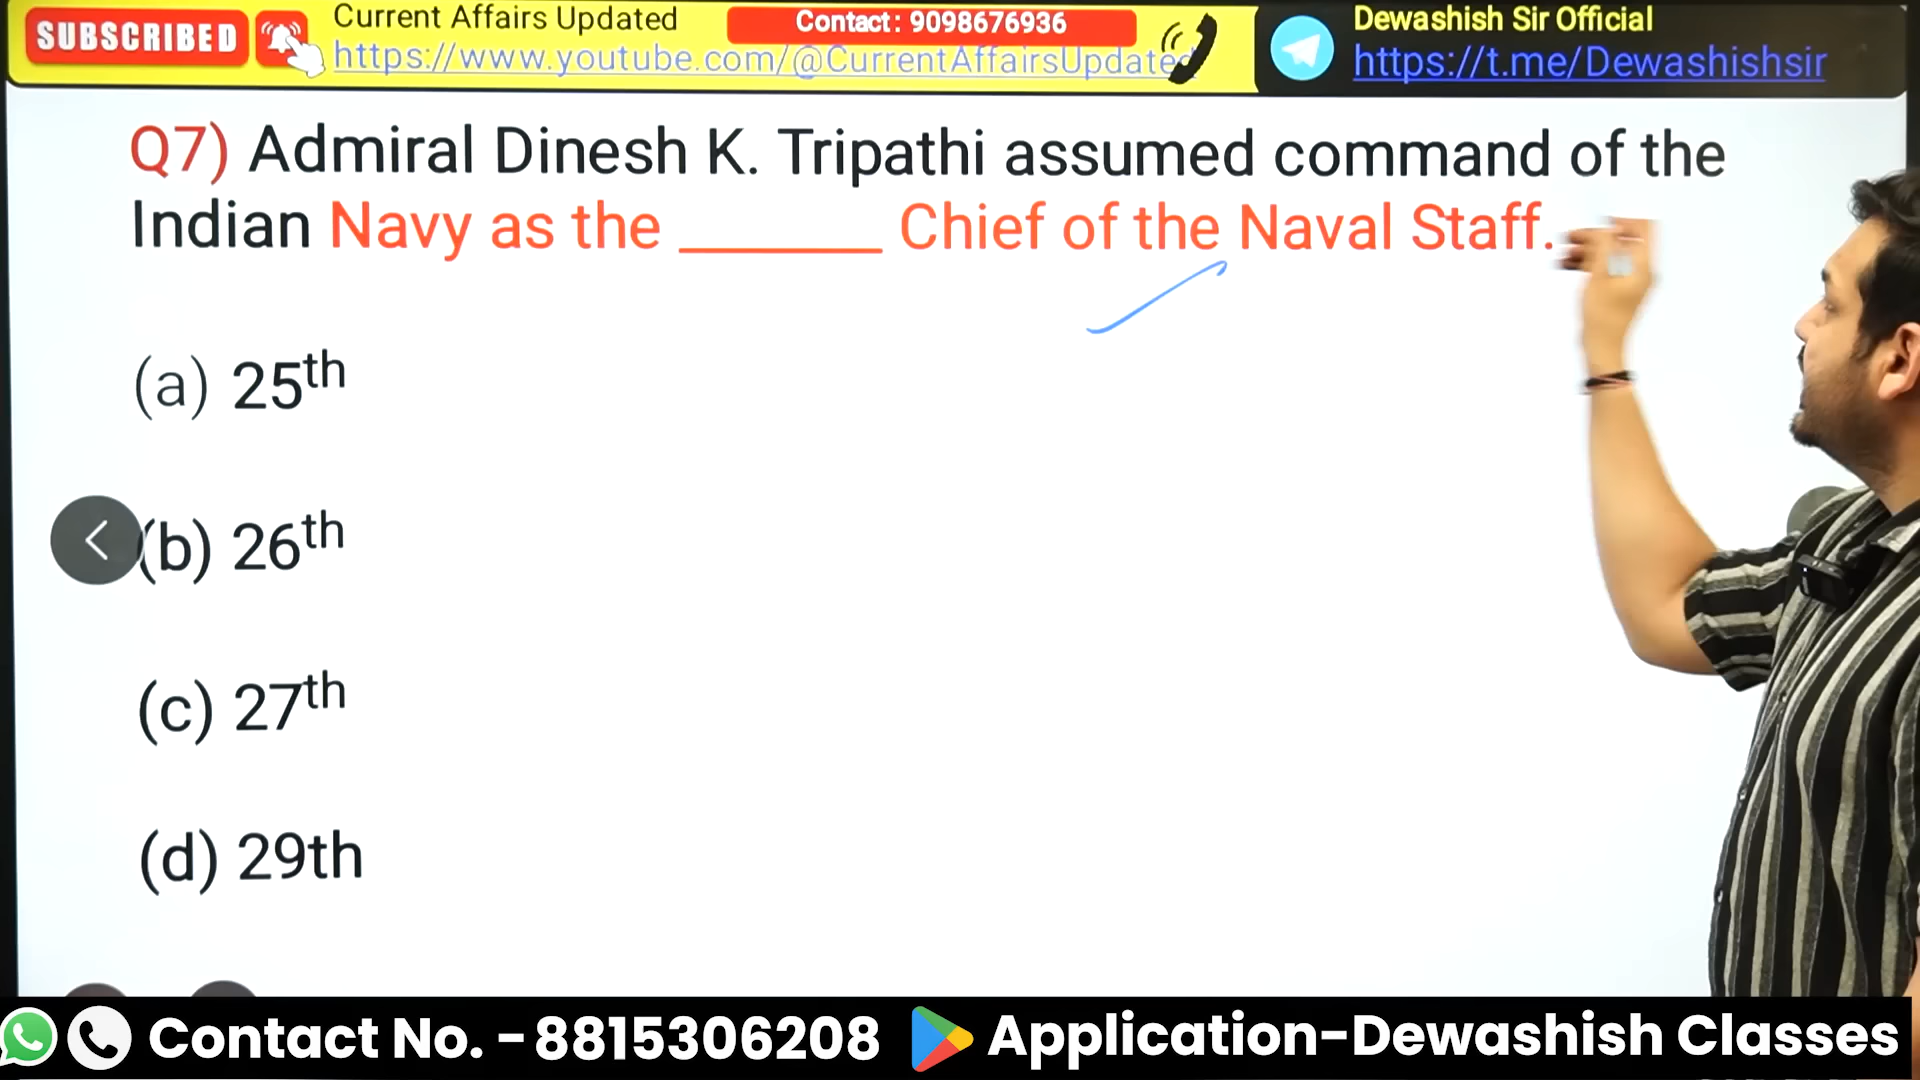 SUBSCRIBED
Current Affairs Updated
https://www.youtube.com/@CurrentAffairsUpdated
Contact : 9098676936
Dewashish Sir Official
https://t.me/Dewashishsir
Q7) Admiral Dinesh K. Tripathi assumed command of the
Indian Navy as the ______ Chief of the Naval Staff.
(a) 25th
(b) 26th
(c) 27th
(d) 29th
Contact No. - 8815306208
Application-Dewashish Classes